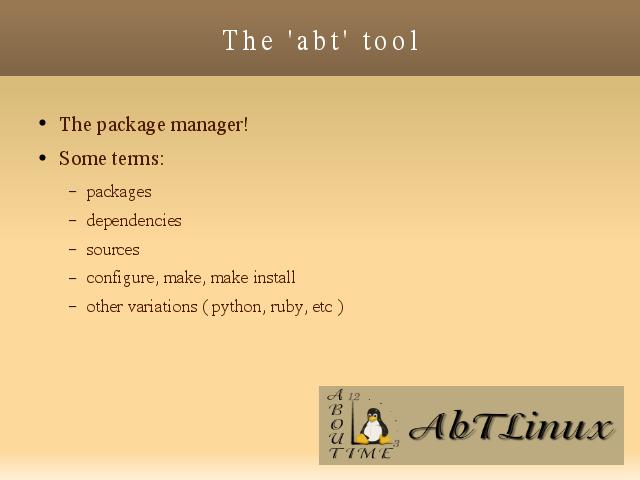 The 'abt' tool
• The package manager!
• Some terms:
– packages
– dependencies
– sources
– configure, make, make install
– other variations ( python, ruby, etc )
ABOUT
12
3
TIME
AbTLinux